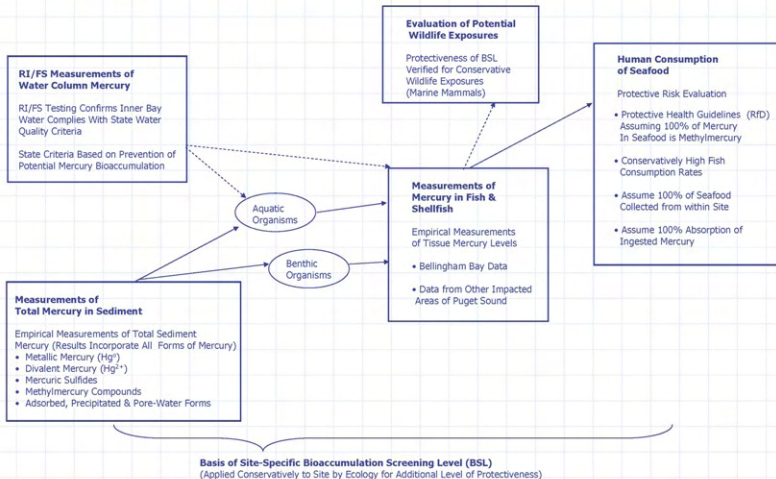 Evaluation of Potential
Wildlife Exposures
Protectiveness of BSL
Verified for Conservative
Wildlife Exposures
(Marine Mammals)
RI/FS Measurements of
Water Column Mercury
RI/FS Testing Confirms Inner Bay
Water Complies With State Water
Quality Criteria
State Criteria Based on Prevention of
Potential Mercury Bioaccumulation
Human Consumption
of Seafood
Protective Risk Evaluation
• Protective Health Guidelines (RfD)
Assuming 100% of Mercury
In Seafood is Methylmercury
• Conservatively High Fish
Consumption Rates
• Assume 100% of Seafood
Collected from within Site
• Assume 100% Absorption of
Ingested Mercury
Aquatic
Organisms
Benthic
Organisms
Measurements of
Mercury in Fish &
Shellfish
Empirical Measurements
of Tissue Mercury Levels
• Bellingham Bay Data
• Data from Other Impacted
Areas of Puget Sound
Measurements of
Total Mercury in Sediment
Empirical Measurements of Total Sediment
Mercury (Results Incorporate All Forms of Mercury)
• Metallic Mercury (Hg⁰)
• Divalent Mercury (Hg²⁺)
• Mercuric Sulfides
• Methylmercury Compounds
• Adsorbed, Precipitated & Pore-Water Forms
Basis of Site-Specific Bioaccumulation Screening Level (BSL)
(Applied Conservatively to Site by Ecology for Additional Level of Protectiveness)